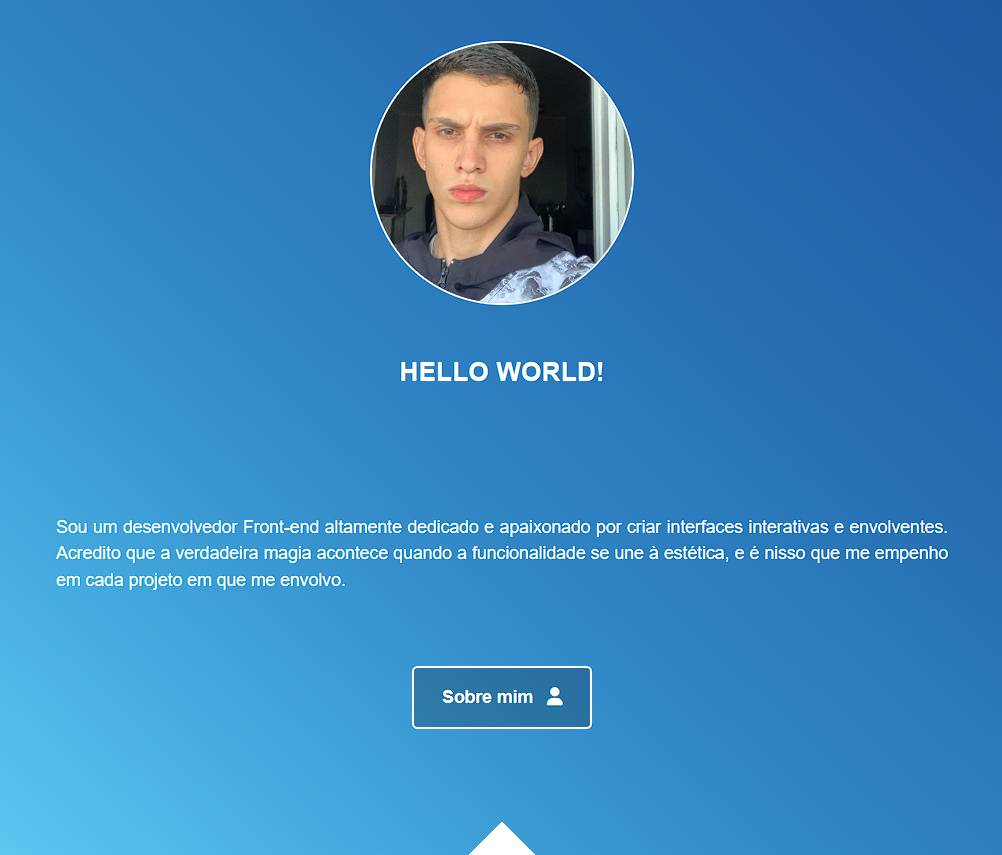 HELLO WORLD!
Sou um desenvolvedor Front-end altamente dedicado e apaixonado por criar interfaces interativas e envolventes.
Acredito que a verdadeira magia acontece quando a funcionalidade se une à estética, e é nisso que me empenho
em cada projeto em que me envolvo.
Sobre mim